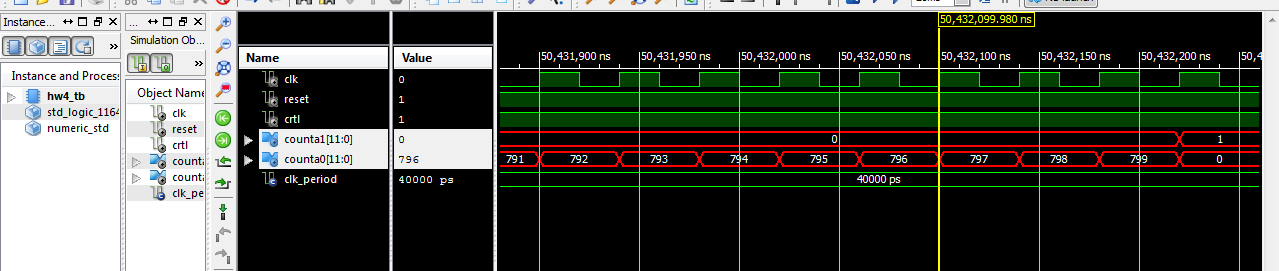 Instance...
...
Simulation Ob...
Instance and Process
hw4_tb
std_logic_1164
numeric_std
Object Name
clk
reset
crtl
counta
counta
clk_pe
Name
Value
clk
0
reset
1
crtl
1
counta1[11:0]
0
counta0[11:0]
796
clk_period
40000 ps
50,432,099.980 ns
50,431,900 ns
50,431,950 ns
50,432,000 ns
50,432,050 ns
50,432,100 ns
50,432,150 ns
50,432,200 ns
50,4
0
1
791
792
793
794
795
796
797
798
799
0
40000 ps